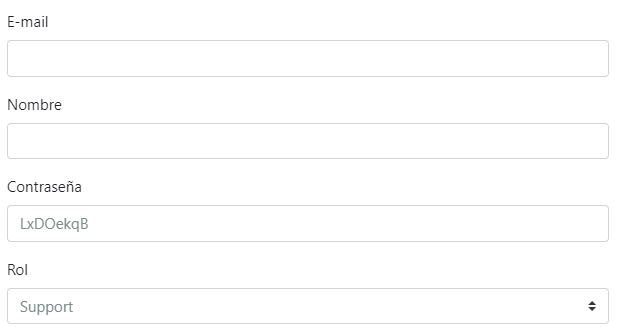 E-mail
Nombre
Contraseña
LxDOekqB
Rol
Support